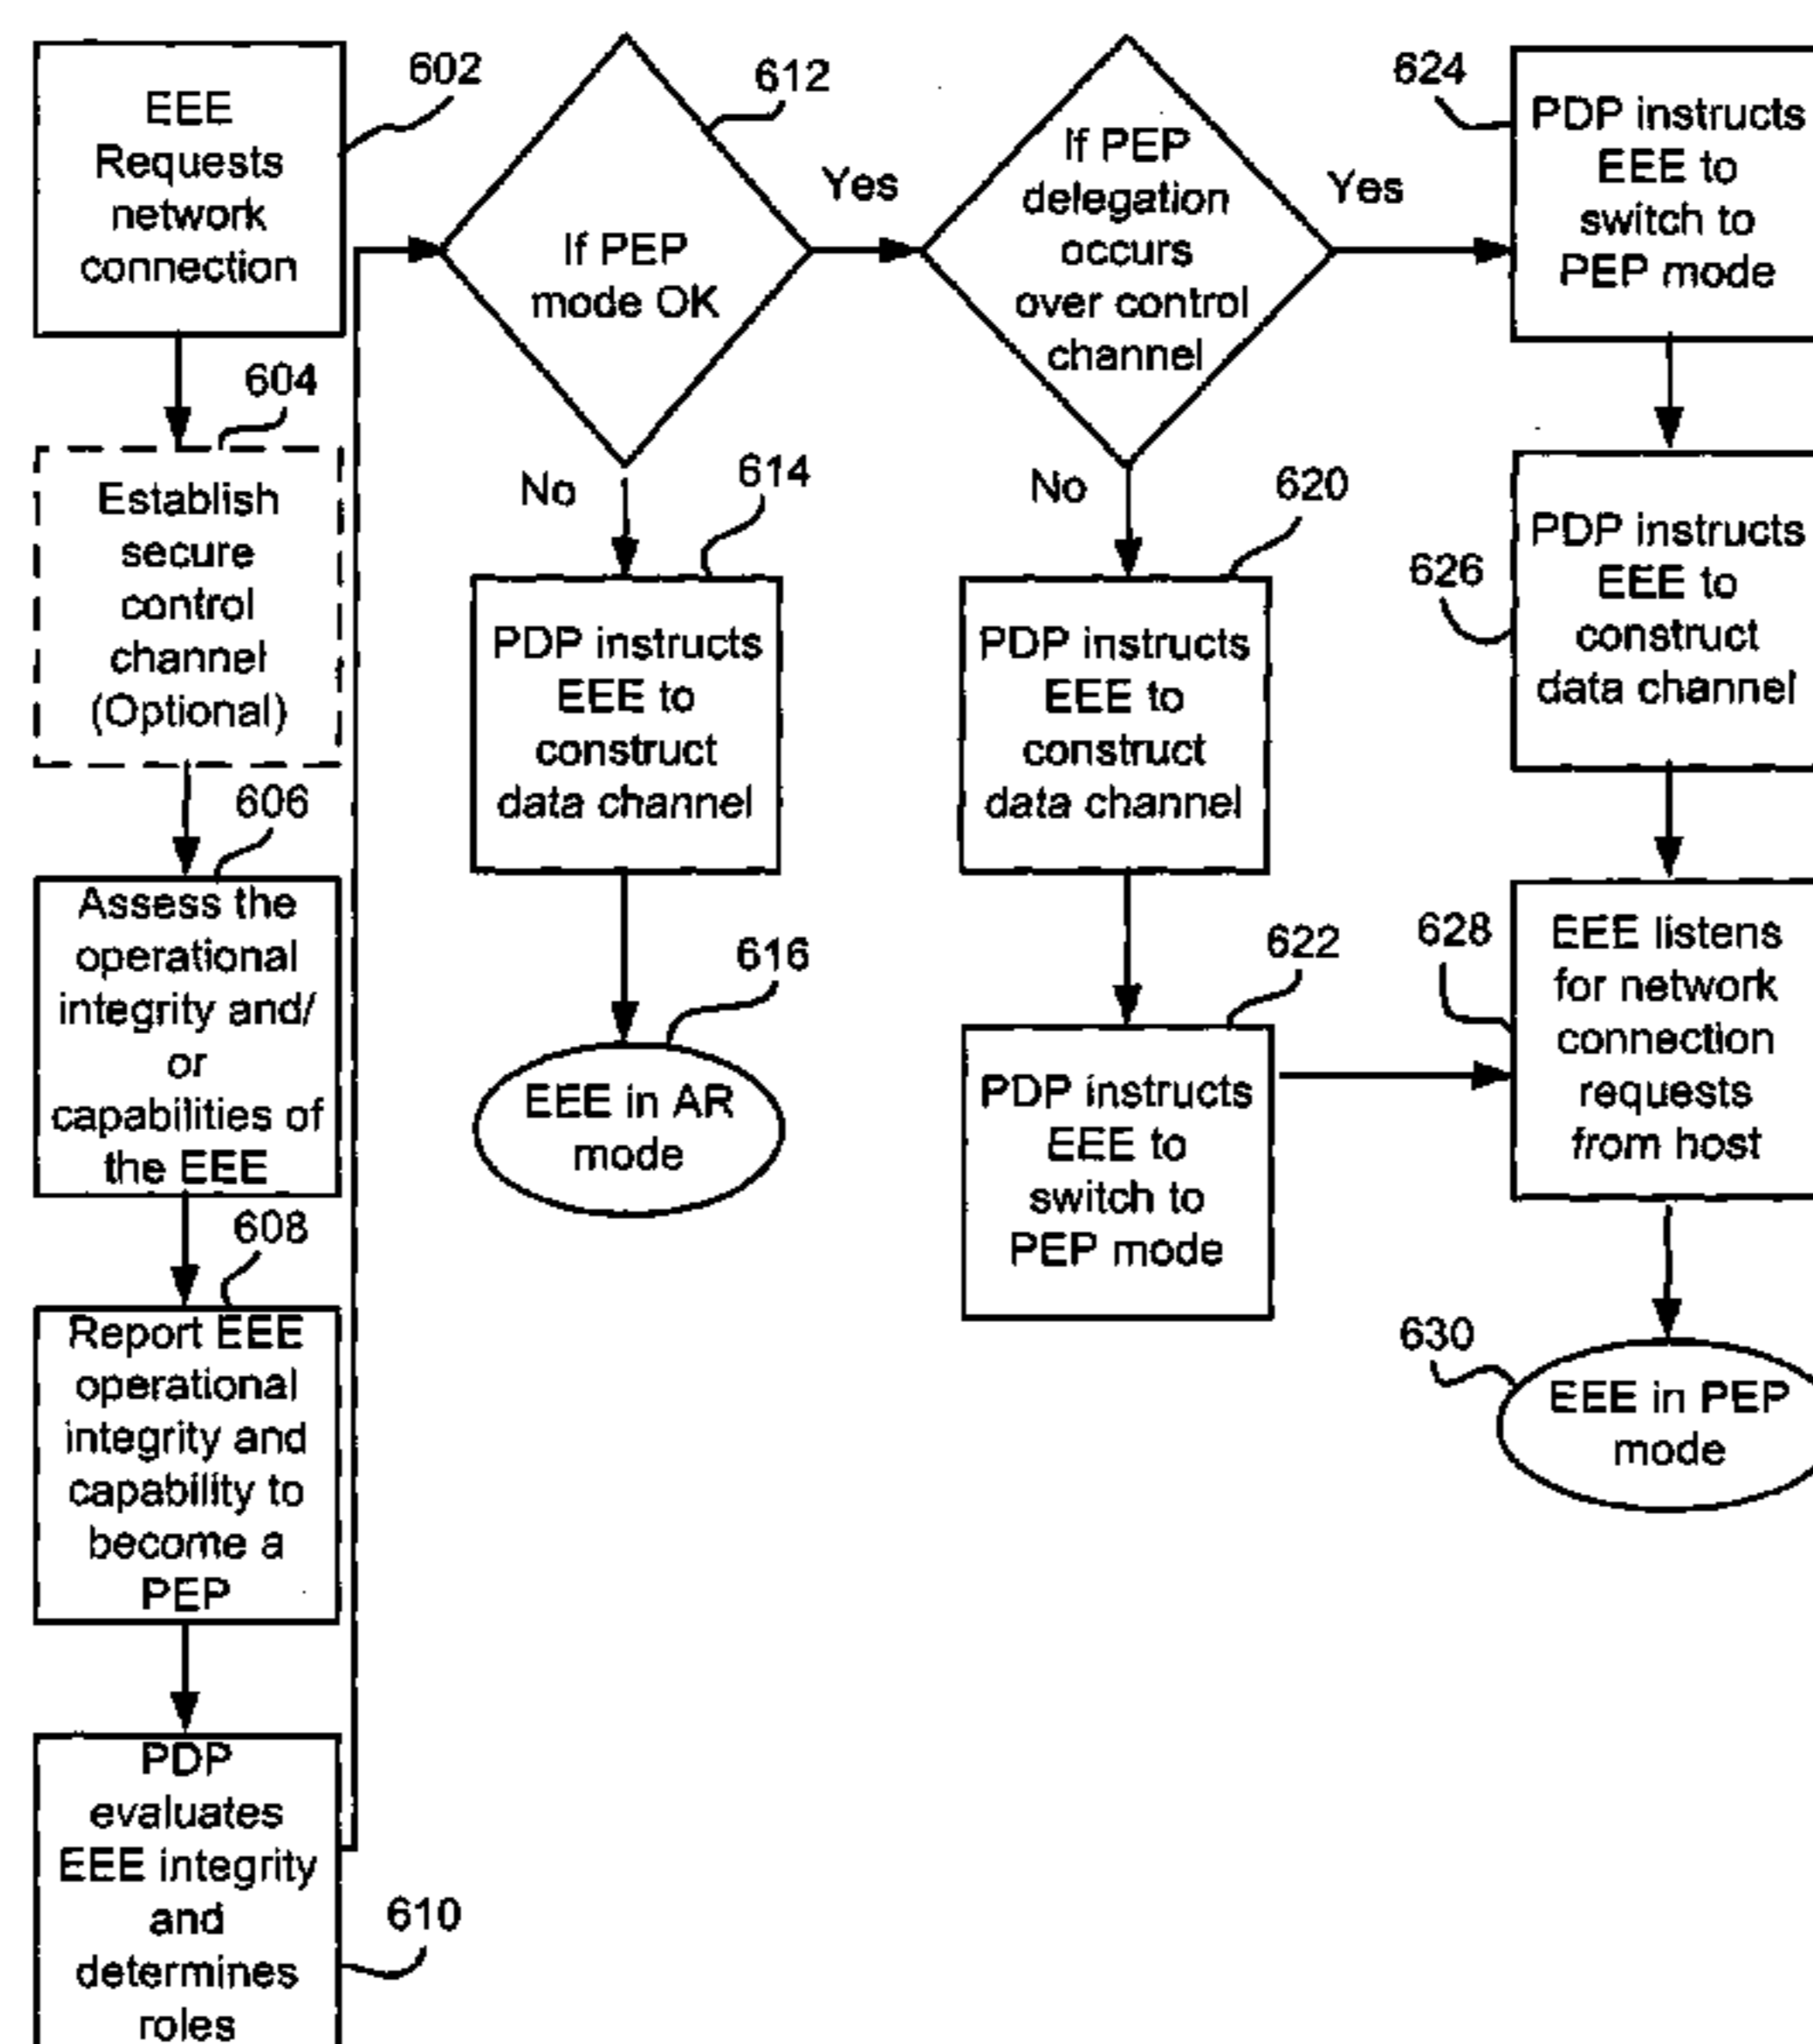 EEE
Requests
network
connection
602
604
Establish
secure
control
channel
(Optional)
606
Assess the
operational
integrity and/
or
capabilities of
the EEE
608
Report EEE
operational
integrity and
capability to
become a
PEP
PDP
evaluates
EEE integrity
and
determines
roles
610
612
If PEP
mode OK
Yes
No
614
PDP instructs
EEE to
construct
data channel
616
EEE in AR
mode
If PEP
delegation
occurs
over control
channel
Yes
No
620
PDP instructs
EEE to
construct
data channel
622
PDP instructs
EEE to
switch to
PEP mode
624
PDP instructs
EEE to
switch to
PEP mode
626
PDP instructs
EEE to
construct
data channel
628
EEE listens
for network
connection
requests
from host
630
EEE in PEP
mode